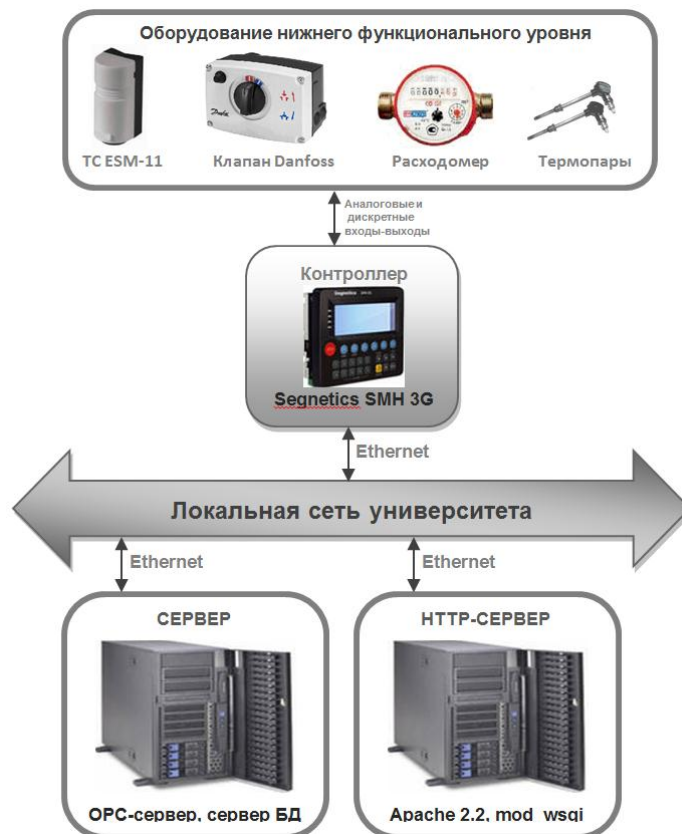 Оборудование нижнего функционального уровня
ТС ESM-11
Клапан Danfoss
Расходомер
Термопары
Аналоговые и
дискретные
входы-выходы
Контроллер
Segnetics
Segnetics SMH 3G
Ethernet
Локальная сеть университета
Ethernet
Ethernet
СЕРВЕР
HTTP-СЕРВЕР
OPC-сервер, сервер БД
Apache 2.2, mod_wsgi